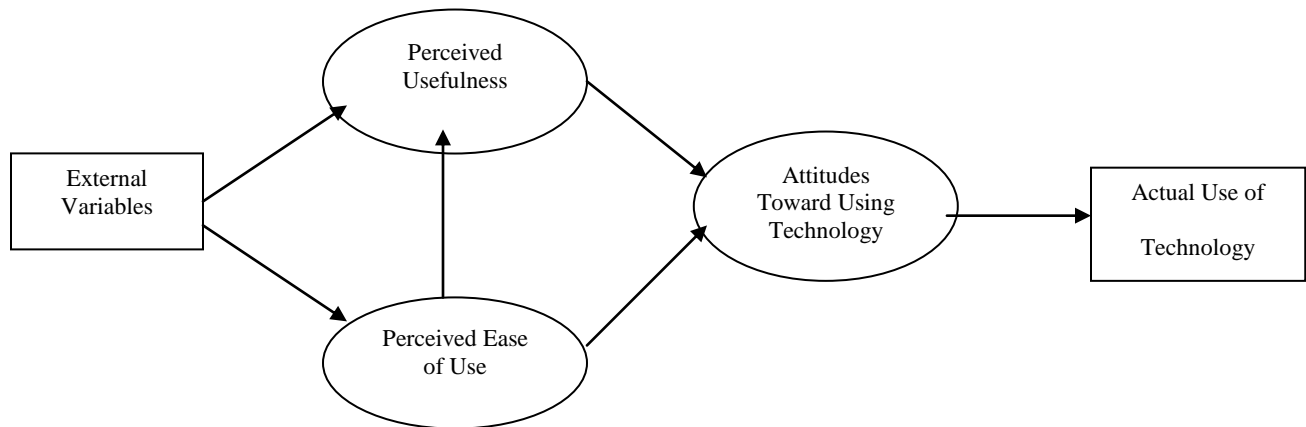 Perceived
Usefulness
External
Variables
Attitudes
Toward Using
Technology
Actual Use of
Technology
Perceived Ease
of Use